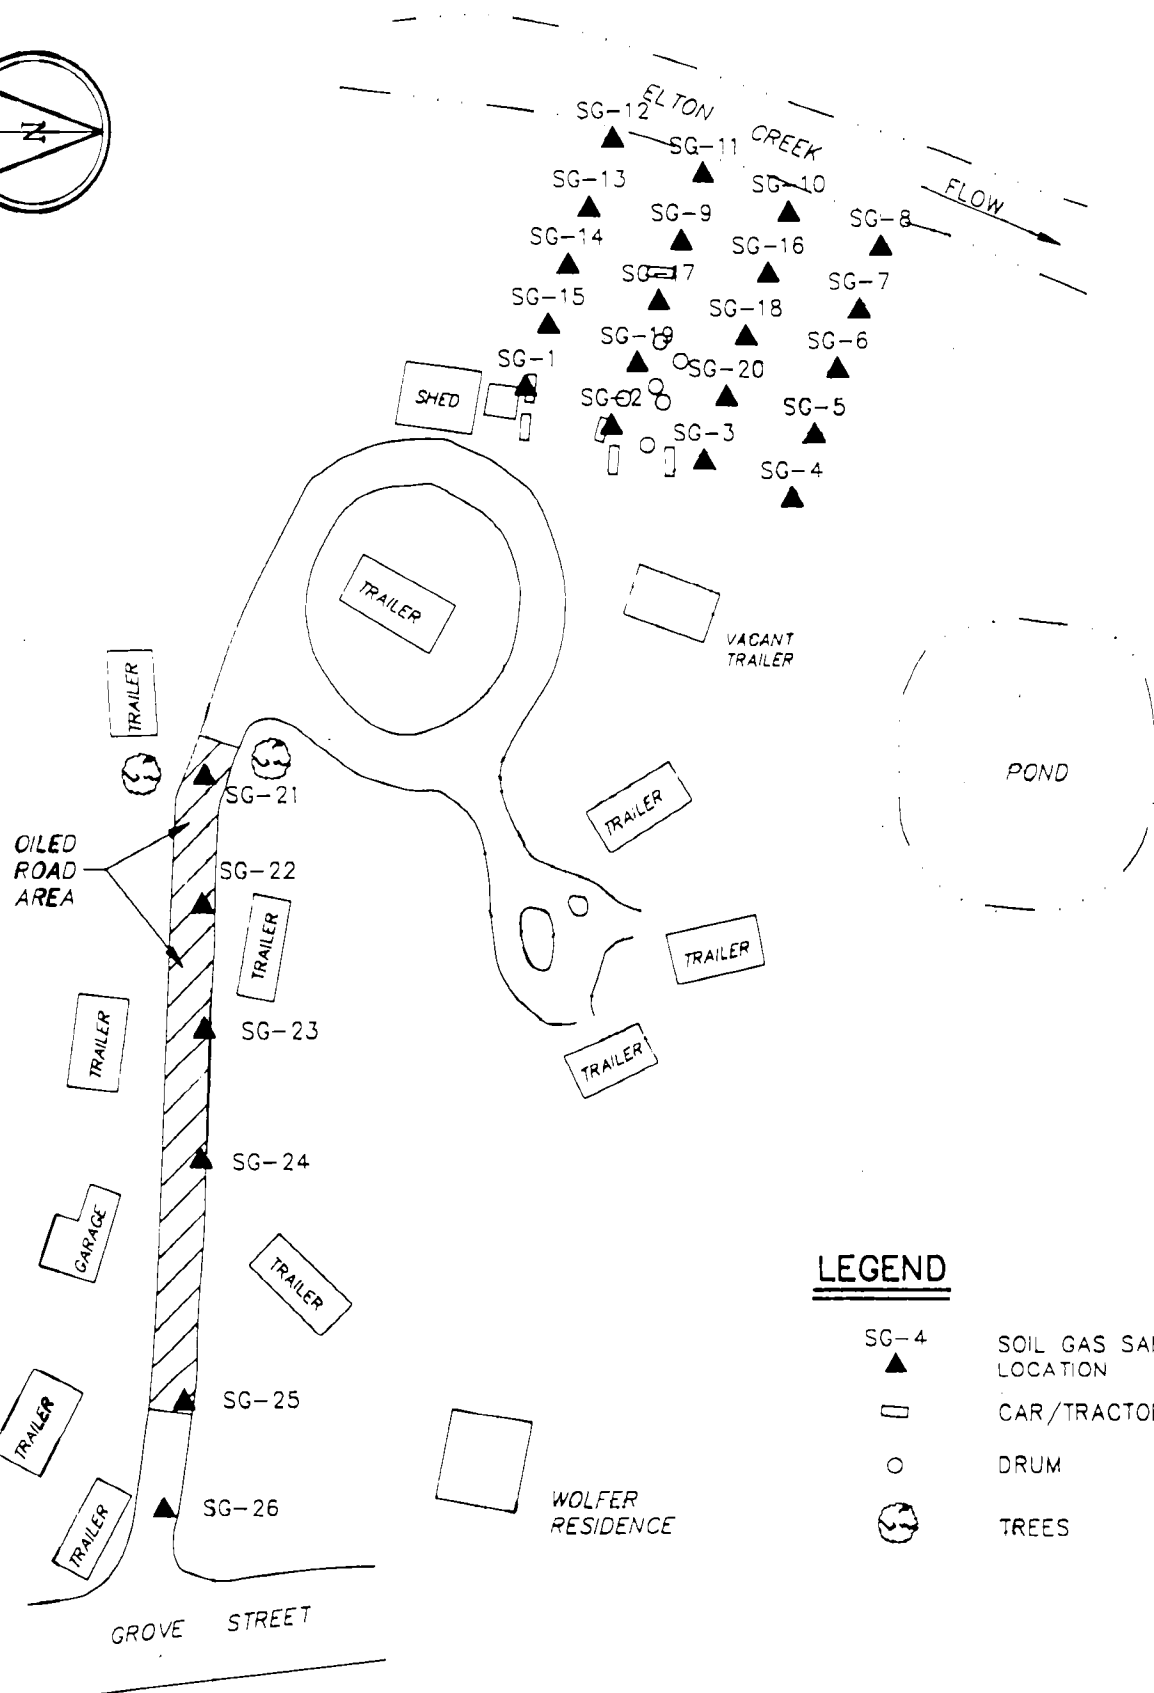 N
ELTON CREEK
FLOW
SG-12
SG-11
SG-13
SG-10
SG-9
SG-8
SG-14
SG-16
SG-17
SG-7
SG-15
SG-18
SG-19
SG-6
SG-1
SG-20
SHED
SG-2
SG-5
SG-3
SG-4
TRAILER
VACANT
TRAILER
TRAILER
POND
SG-21
TRAILER
OILED
ROAD
AREA
SG-22
TRAILER
TRAILER
SG-23
TRAILER
TRAILER
SG-24
GARAGE
TRAILER
LEGEND
SG-4
SOIL GAS SA
LOCATION
SG-25
CAR/TRACTO
TRAILER
DRUM
WOLFER
RESIDENCE
SG-26
TREES
TRAILER
GROVE STREET